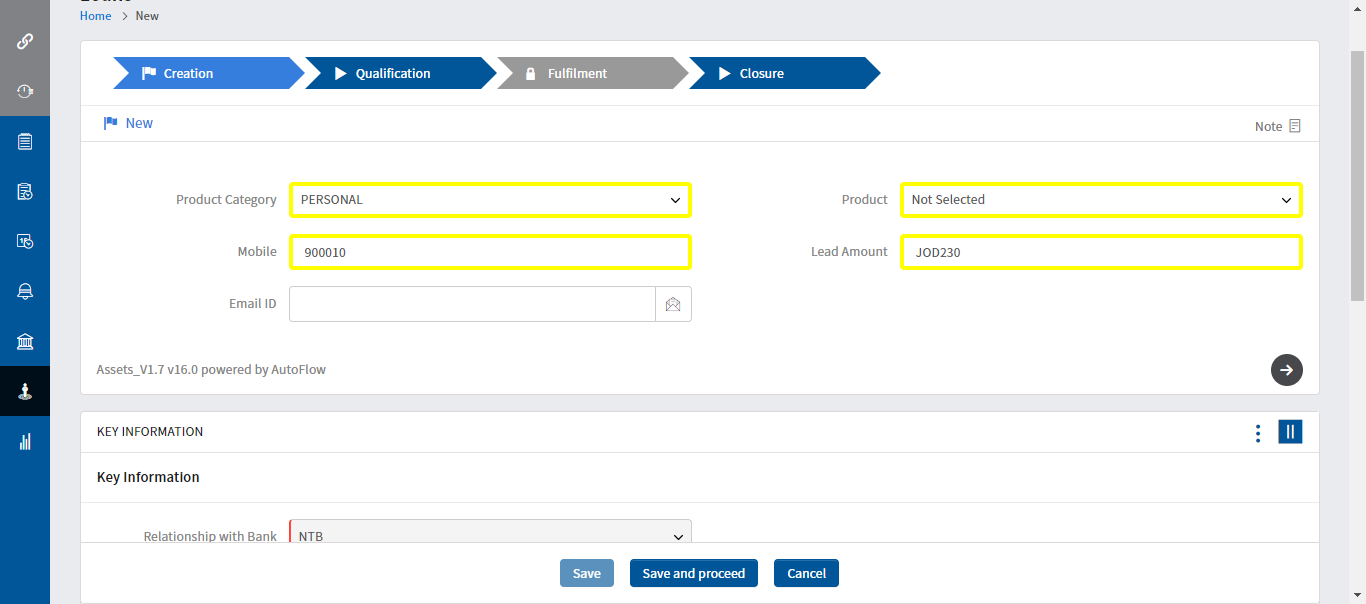 Home > New
Creation Qualification Fulfilment Closure
New Note
Product Category PERSONAL Product Not Selected
Mobile 900010 Lead Amount JOD230
Email ID
Assets_V1.7 v16.0 powered by AutoFlow
KEY INFORMATION
Key Information
Relationship with Bank NTB
Save Save and proceed Cancel